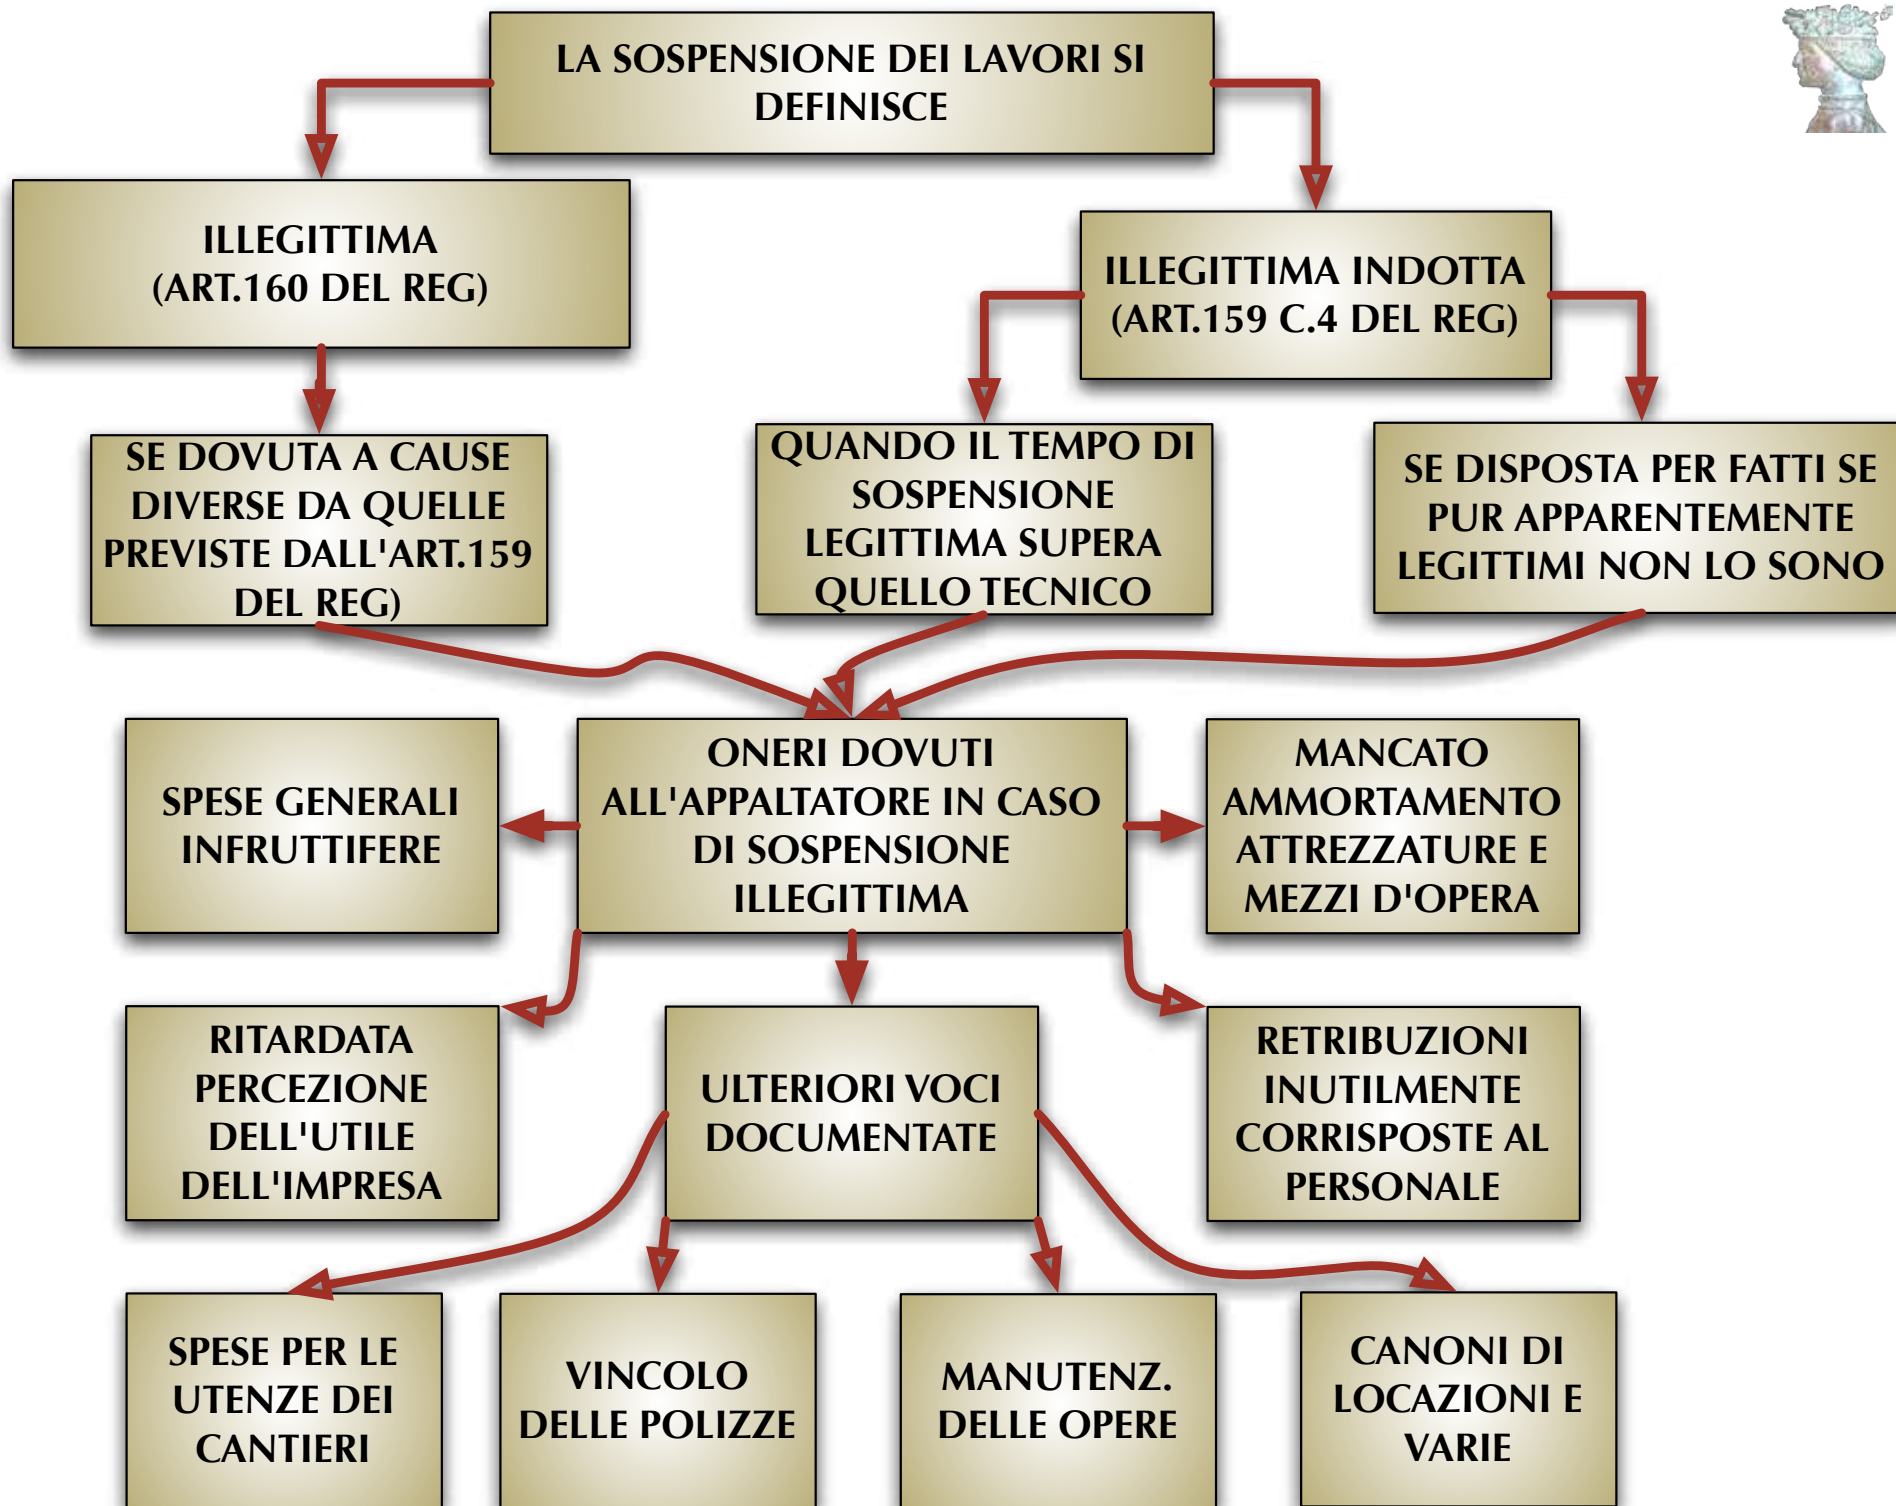 LA SOSPENSIONE DEI LAVORI SI
DEFINISCE
ILLEGITTIMA
(ART.160 DEL REG)
ILLEGITTIMA INDOTTA
(ART.159 C.4 DEL REG)
SE DOVUTA A CAUSE
DIVERSE DA QUELLE
PREVISTE DALL'ART.159
DEL REG)
QUANDO IL TEMPO DI
SOSPENSIONE
LEGITTIMA SUPERA
QUELLO TECNICO
SE DISPOSTA PER FATTI SE
PUR APPARENTEMENTE
LEGITTIMI NON LO SONO
SPESE GENERALI
INFRUTTIFERE
ONERI DOVUTI
ALL'APPALTATORE IN CASO
DI SOSPENSIONE
ILLEGITTIMA
MANCATO
AMMORTAMENTO
ATTREZZATURE E
MEZZI D'OPERA
RITARDATA
PERCEZIONE
DELL'UTILE
DELL'IMPRESA
ULTERIORI VOCI
DOCUMENTATE
RETRIBUZIONI
INUTILMENTE
CORRISPOSTE AL
PERSONALE
SPESE PER LE
UTENZE DEI
CANTIERI
VINCOLO
DELLE POLIZZE
MANUTENZ.
DELLE OPERE
CANONI DI
LOCAZIONI E
VARIE